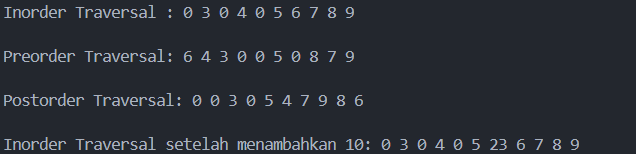 Inorder Traversal : 0 3 0 4 0 5 6 7 8 9
Preorder Traversal: 6 4 3 0 0 5 0 8 7 9
Postorder Traversal: 0 0 3 0 5 4 7 9 8 6
Inorder Traversal setelah menambahkan 10: 0 3 0 4 0 5 23 6 7 8 9